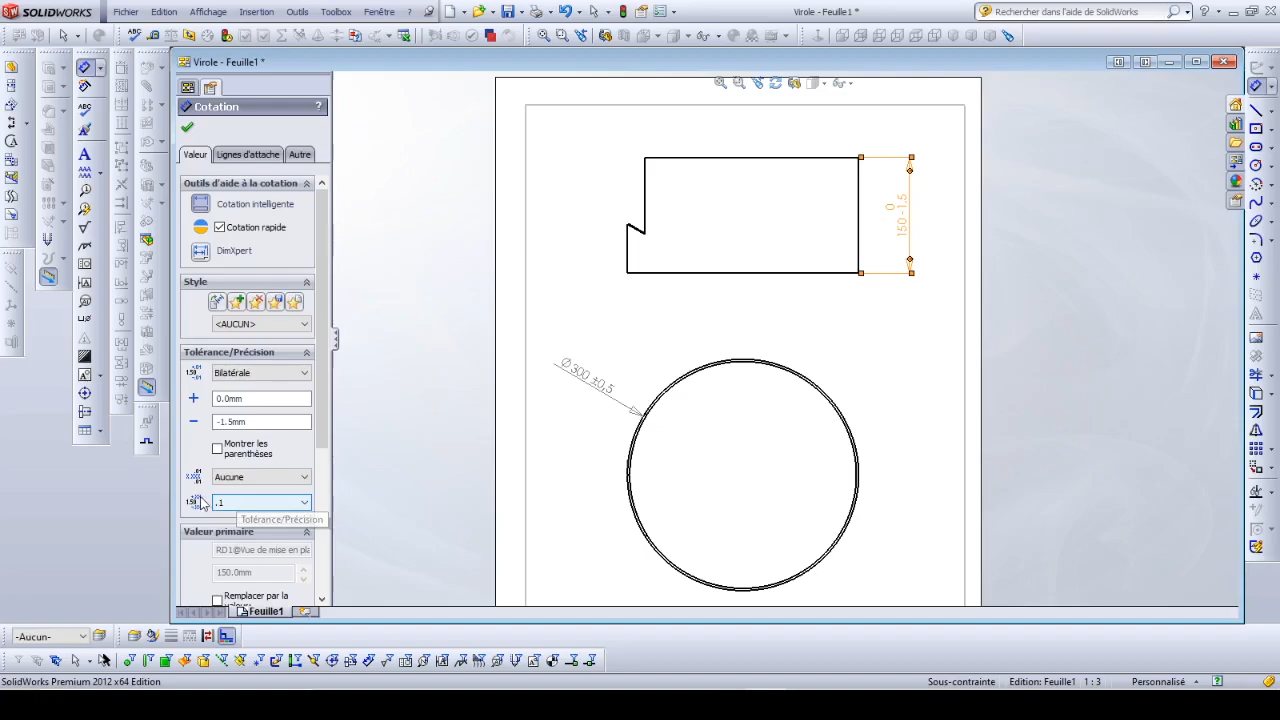 SOLIDWORKS
Fichier Edition Affichage Insertion Outils Toolbox Fenêtre ?
Virole - Feuille1 *
Rechercher dans l'aide de SolidWorks
Virole - Feuille1 *
Cotation ?
Valeur Lignes d'attache Autre
Outils d'aide à la cotation
Cotation intelligente
Cotation rapide
DimXpert
Style
<AUCUN>
Tolérance/Précision
Bilatérale
+ 0.0mm
- -1.5mm
Montrer les
parenthèses
Aucune
.1
Tolérance/Précision
Valeur primaire
RD1@Vue de mise en pla
150.0mm
Remplacer par la
0
150 -1.5
Ø300 ±0,5
Feuille1
-Aucun-
SolidWorks Premium 2012 x64 Edition
Sous-contrainte
Edition: Feuille1
1 : 3
Personnalisé